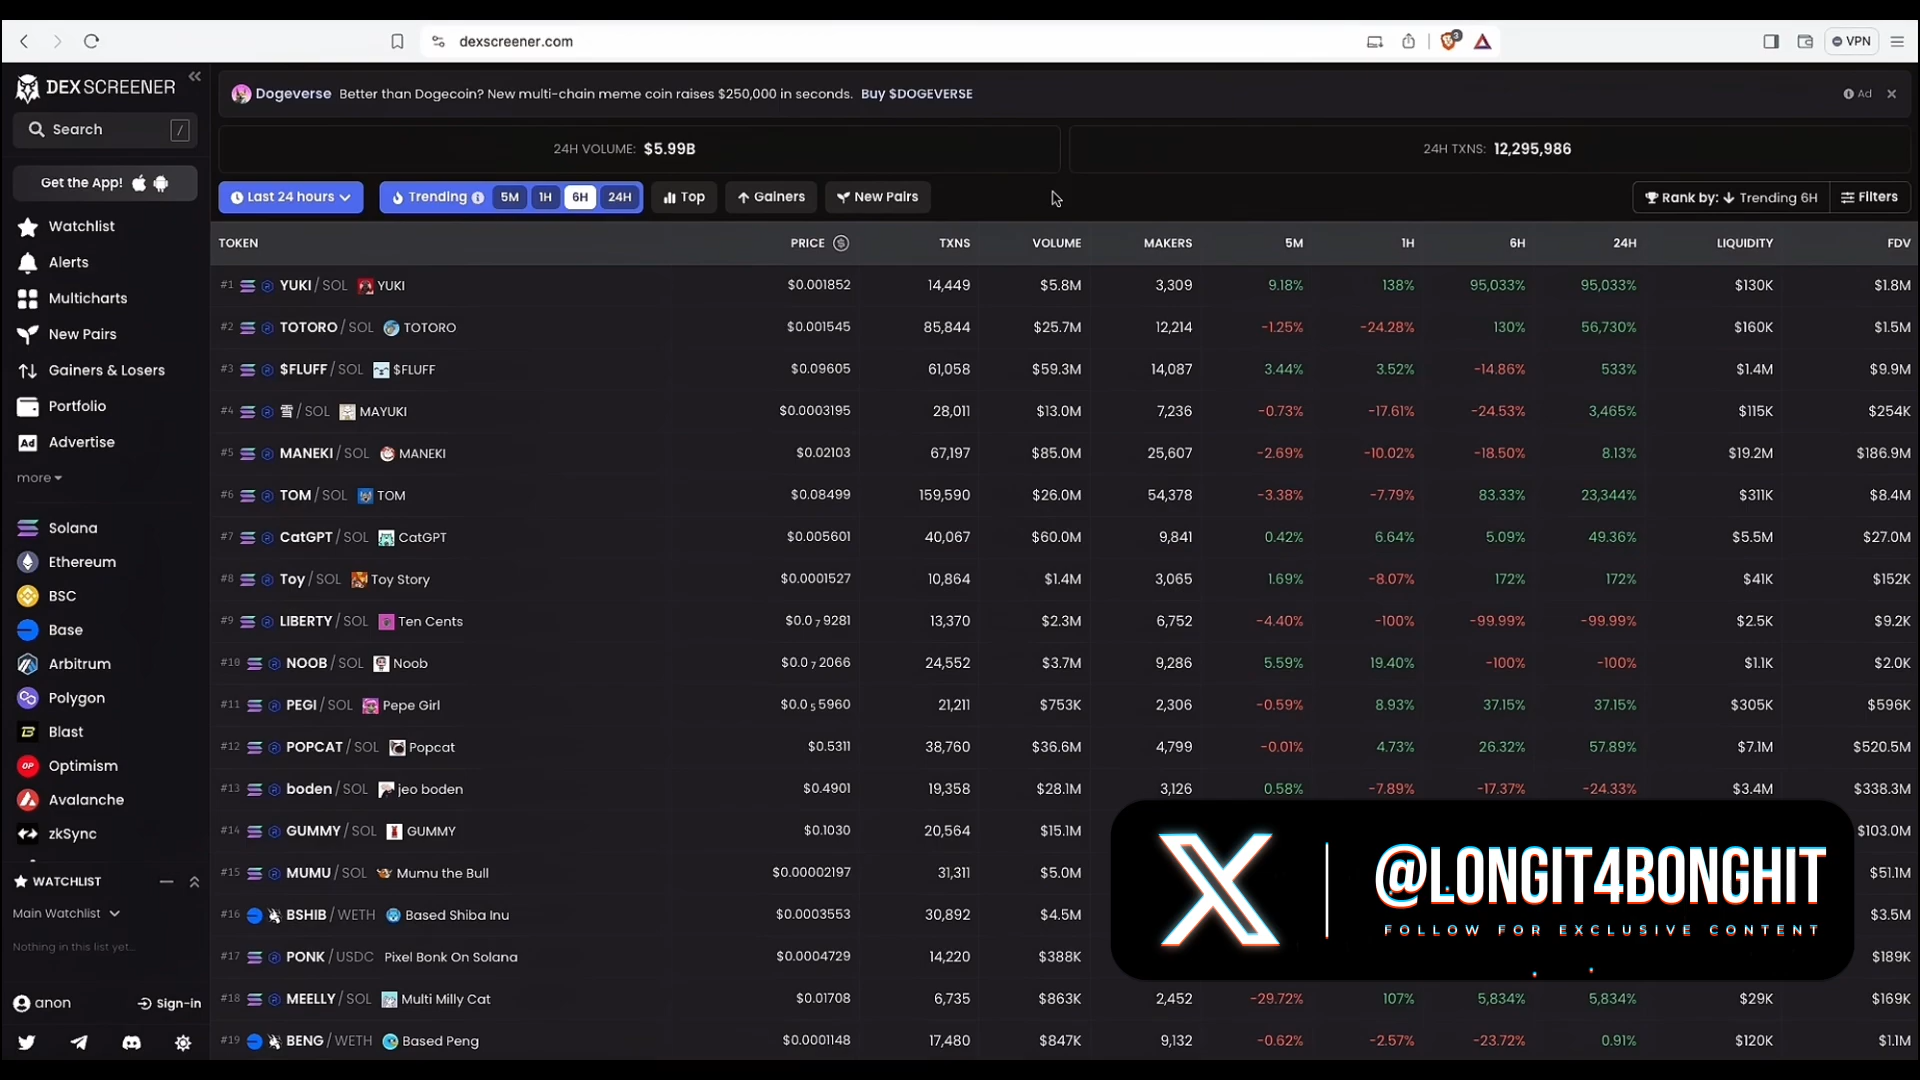 dexscreener.com
3
VPN
DEX SCREENER
Dogeverse Better than Dogecoin? New multi-chain meme coin raises $250,000 in seconds. Buy $DOGEVERSE
Ad
Search
/
24H VOLUME: $5.99B
24H TXNS: 12,295,986
Get the App!
Last 24 hours
Trending 5M 1H 6H 24H
Top
Gainers
New Pairs
Rank by: Trending 6H
Filters
Watchlist
Alerts
Multicharts
New Pairs
Gainers & Losers
Portfolio
Ad Advertise
more
Solana
Ethereum
BSC
Base
Arbitrum
Polygon
Blast
OP Optimism
Avalanche
zkSync
WATCHLIST
Main Watchlist
Nothing in this list yet...
anon
Sign-in
TOKEN PRICE TXNS VOLUME MAKERS 5M 1H 6H 24H LIQUIDITY FDV
#1 YUKI / SOL YUKI $0.001852 14,449 $5.8M 3,309 9.18% 138% 95,033% 95,033% $130K $1.8M
#2 TOTORO / SOL TOTORO $0.001545 85,844 $25.7M 12,214 -1.25% -24.28% 130% 56,730% $160K $1.5M
#3 $FLUFF / SOL $FLUFF $0.09605 61,058 $59.3M 14,087 3.44% 3.52% -14.86% 533% $1.4M $9.9M
#4 雪 / SOL MAYUKI $0.0003195 28,011 $13.0M 7,236 -0.73% -17.61% -24.53% 3,465% $115K $254K
#5 MANEKI / SOL MANEKI $0.02103 67,197 $85.0M 25,607 -2.69% -10.02% -18.50% 8.13% $19.2M $186.9M
#6 TOM / SOL TOM $0.08499 159,590 $26.0M 54,378 -3.38% -7.79% 83.33% 23,344% $311K $8.4M
#7 CatGPT / SOL CatGPT $0.005601 40,067 $60.0M 9,841 0.42% 6.64% 5.09% 49.36% $5.5M $27.0M
#8 Toy / SOL Toy Story $0.0001527 10,864 $1.4M 3,065 1.69% -8.07% 172% 172% $41K $152K
#9 LIBERTY / SOL Ten Cents $0.0₇9281 13,370 $2.3M 6,752 -4.40% -100% -99.99% -99.99% $2.5K $9.2K
#10 NOOB / SOL Noob $0.0₇2066 24,552 $3.7M 9,286 5.59% 19.40% -100% -100% $1.1K $2.0K
#11 PEGI / SOL Pepe Girl $0.0₅5960 21,211 $753K 2,306 -0.59% 8.93% 37.15% 37.15% $305K $596K
#12 POPCAT / SOL Popcat $0.5311 38,760 $36.6M 4,799 -0.01% 4.73% 26.32% 57.89% $7.1M $520.5M
#13 boden / SOL jeo boden $0.4901 19,358 $28.1M 3,126 0.58% -7.89% -17.37% -24.33% $3.4M $338.3M
#14 GUMMY / SOL GUMMY $0.1030 20,564 $15.1M $103.0M
#15 MUMU / SOL Mumu the Bull $0.00002197 31,311 $5.0M $51.1M
#16 BSHIB / WETH Based Shiba Inu $0.0003553 30,892 $4.5M $3.5M
#17 PONK / USDC Pixel Bonk On Solana $0.0004729 14,220 $388K $189K
#18 MEELLY / SOL Multi Milly Cat $0.01708 6,735 $863K 2,452 -29.72% 107% 5,834% 5,834% $29K $169K
#19 BENG / WETH Based Peng $0.0001148 17,480 $847K 9,132 -0.62% -2.57% -23.72% 0.91% $120K $1.1M
X | @LONGIT4BONGHIT
FOLLOW FOR EXCLUSIVE CONTENT